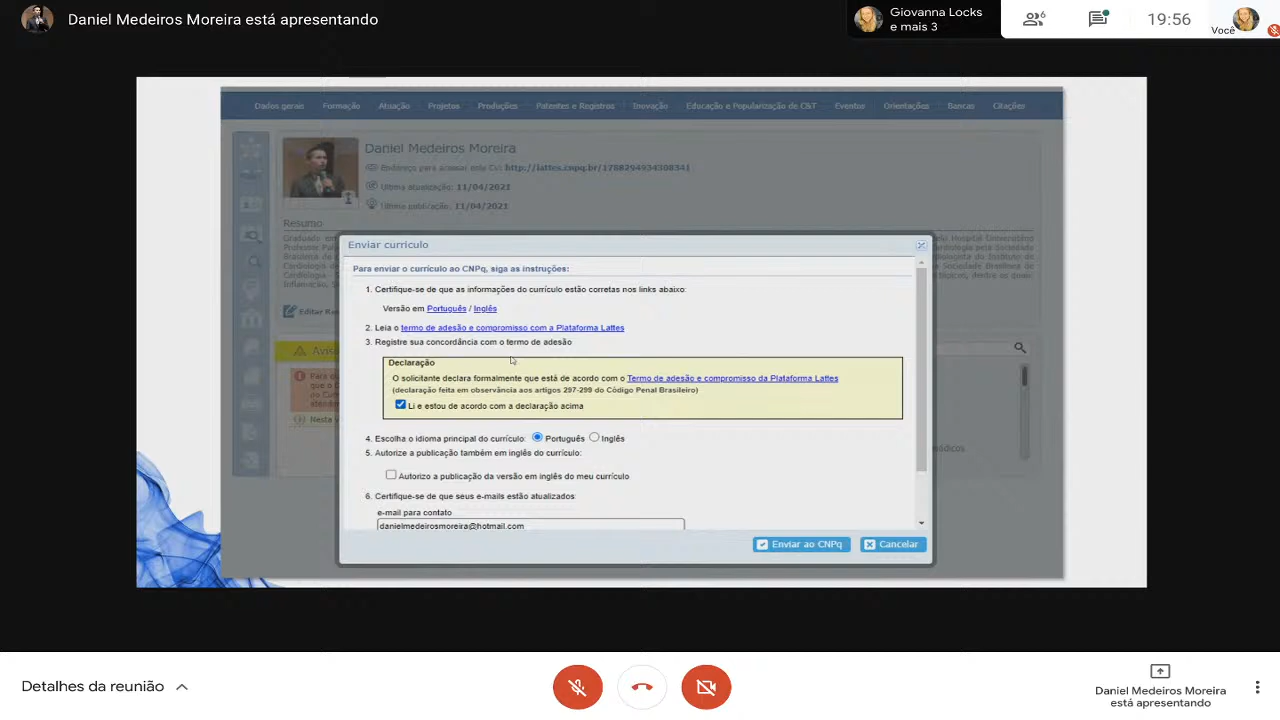 Daniel Medeiros Moreira está apresentando
Giovanna Locks
e mais 3
6
19:56
Você
Dados gerais Formação Atuação Projetos Produções Patentes e Registros Inovação Educação e Popularização de C&T Eventos Orientações Bancas Citações
Daniel Medeiros Moreira
Endereço para acessar este CV: http://lattes.cnpq.br/1788294934308341
Última atualização: 11/04/2021
Última publicação: 11/04/2021
Resumo
Enviar currículo
Para enviar o currículo ao CNPq, siga as instruções:
1. Certifique-se de que as informações do currículo estão corretas nos links abaixo:
Versão em Português / Inglês
2. Leia o termo de adesão e compromisso com a Plataforma Lattes
3. Registre sua concordância com o termo de adesão
Declaração
O solicitante declara formalmente que está de acordo com o Termo de adesão e compromisso da Plataforma Lattes
(declaração feita em observância aos artigos 297-299 do Código Penal Brasileiro)
Li e estou de acordo com a declaração acima
4. Escolha o idioma principal do currículo: Português Inglês
5. Autorize a publicação também em inglês do currículo:
Autorizo a publicação da versão em inglês do meu currículo
6. Certifique-se de que seus e-mails estão atualizados:
e-mail para contato
danielmedeirosmoreira@hotmail.com
Enviar ao CNPq Cancelar
Detalhes da reunião
Daniel Medeiros Moreira
está apresentando